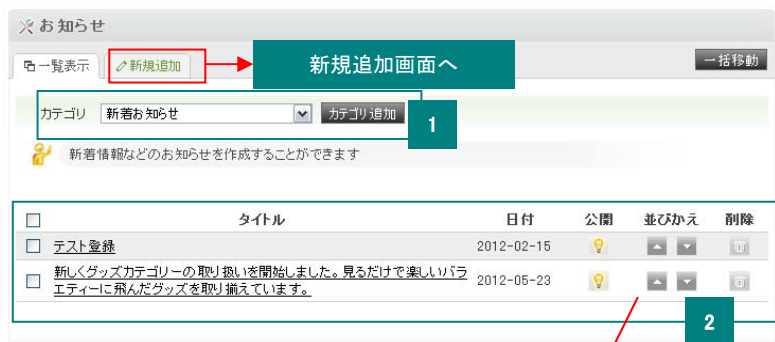 お知らせ
一覧表示 新規追加 新規追加画面へ 一括移動
カテゴリ 新着お知らせ カテゴリ追加
1
新着情報などのお知らせを作成することができます
タイトル 日付 公開 並びかえ 削除
テスト登録 2012-02-15
新しくグッズカテゴリーの取り扱いを開始しました。見るだけで楽しいバラ
エティーに飛んだグッズを取り揃えています。 2012-05-23
2